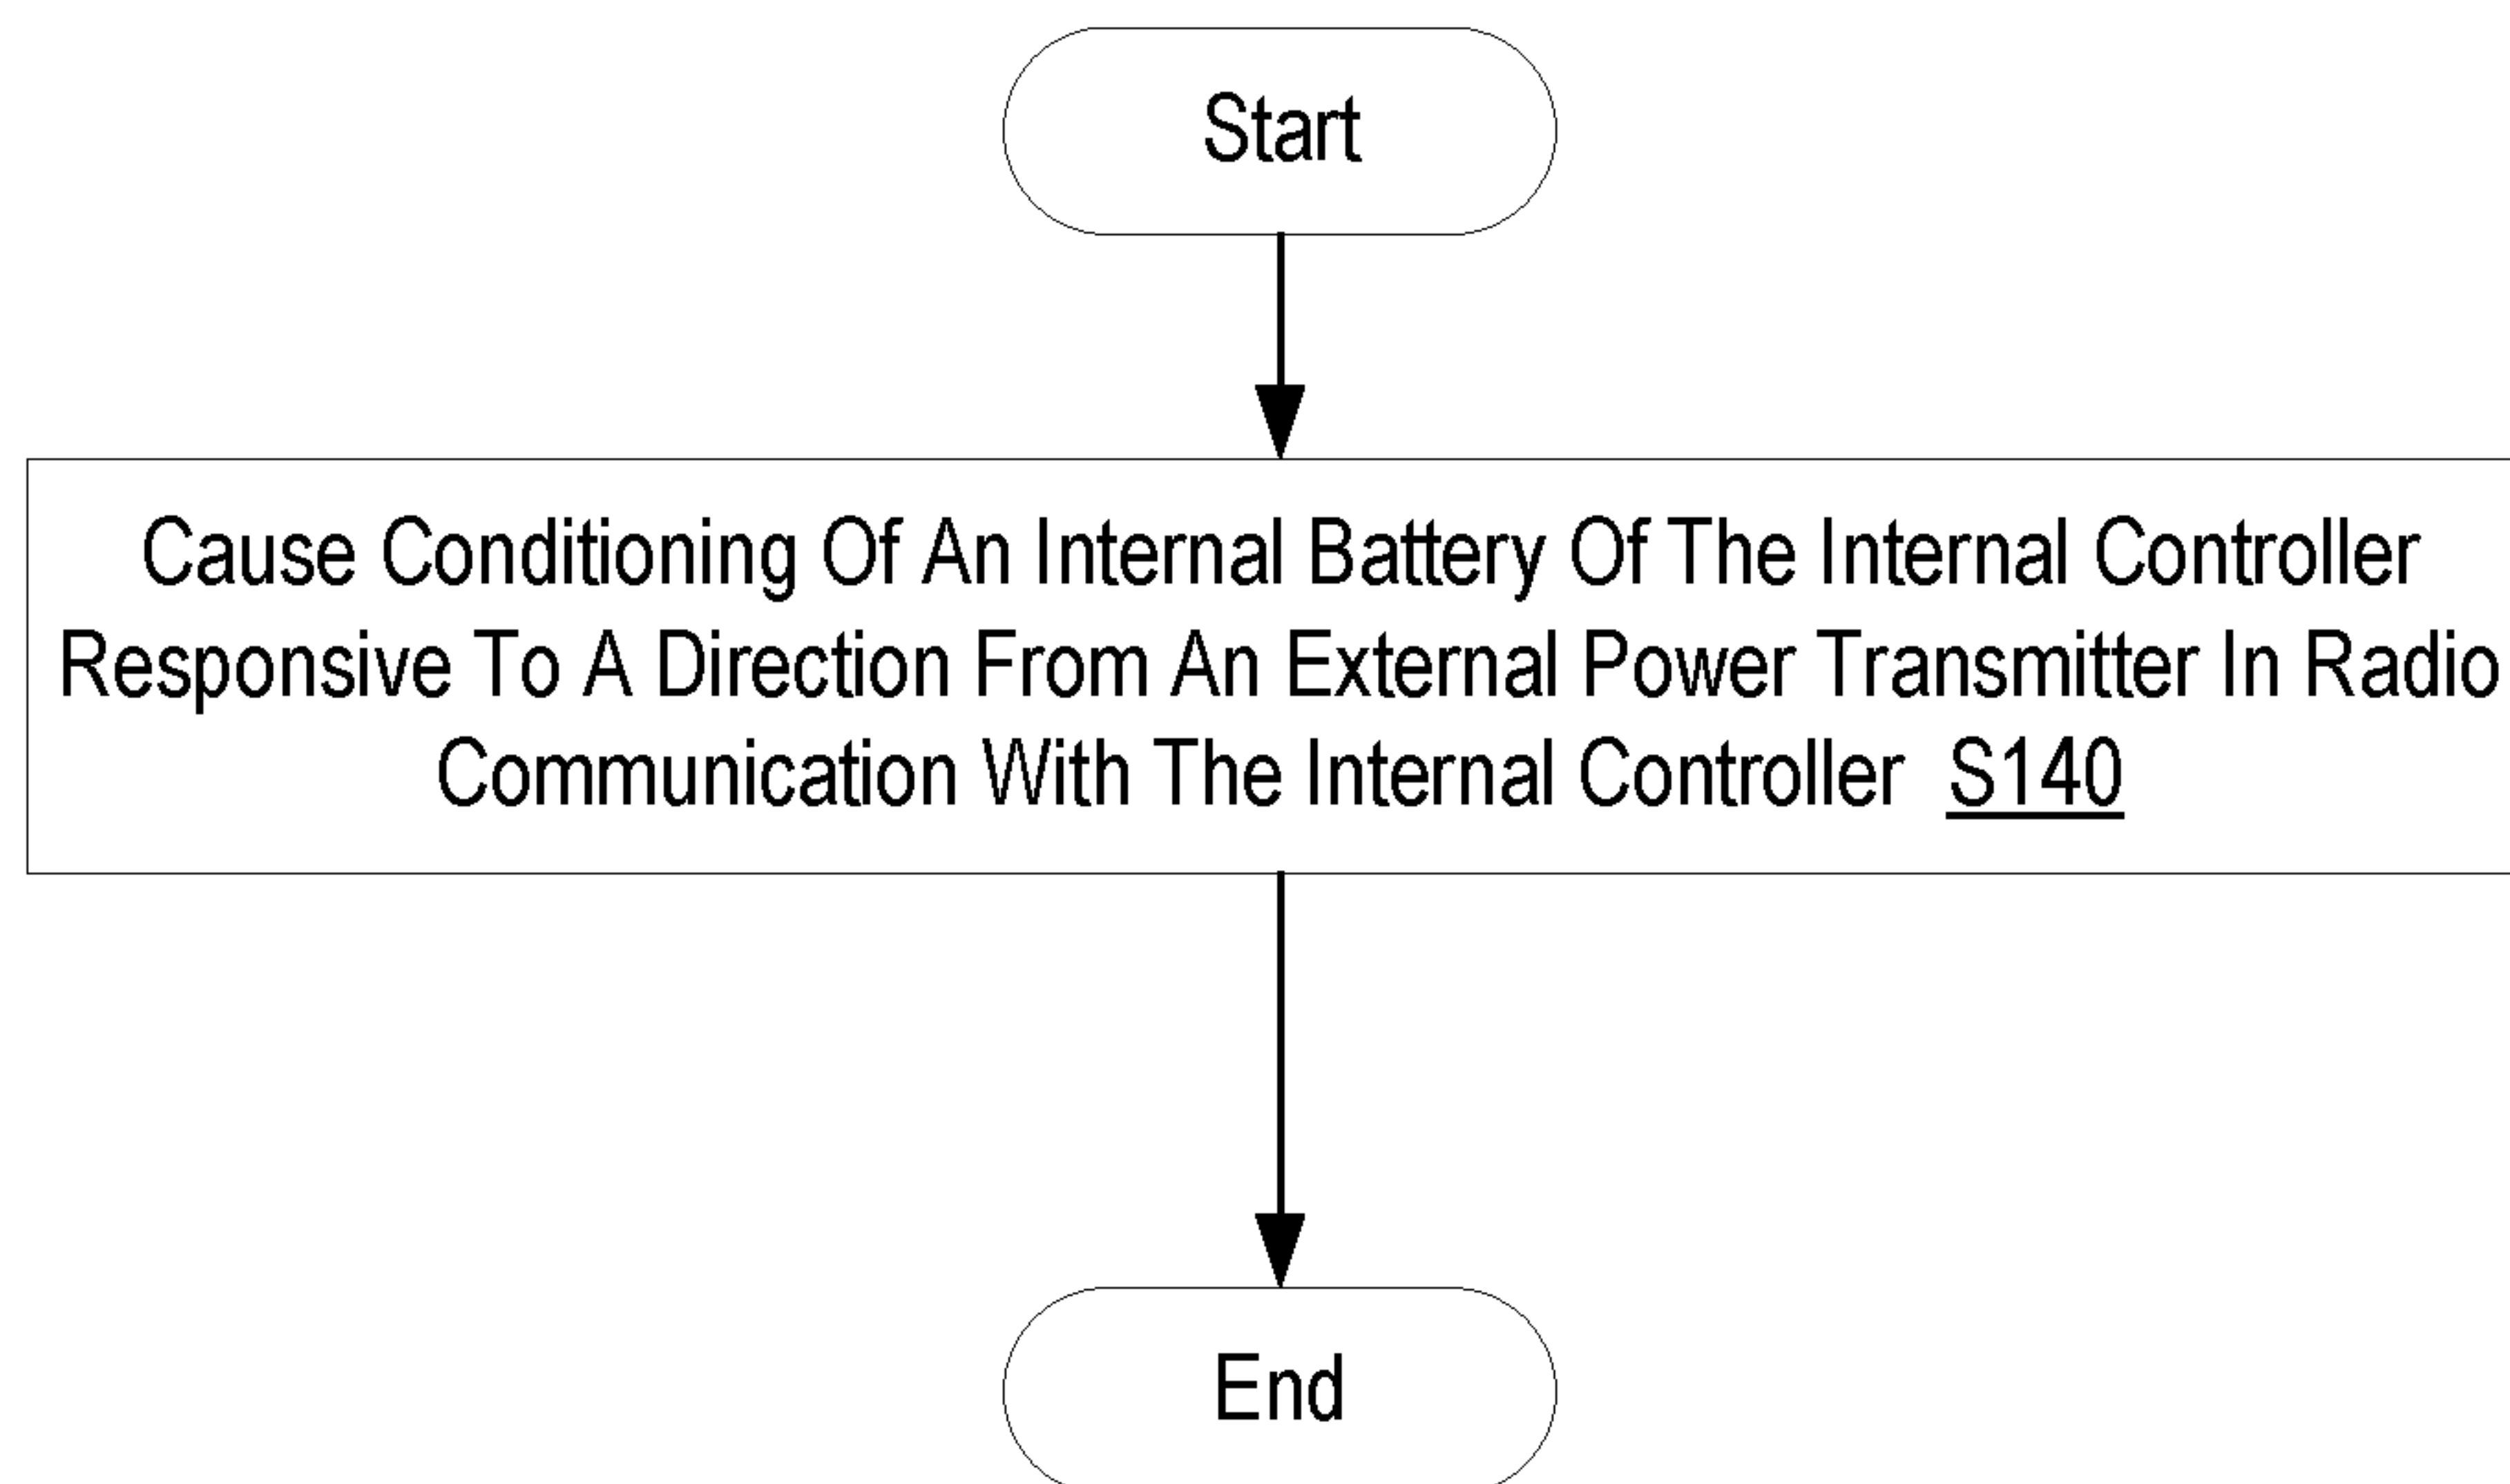 Start
Cause Conditioning Of An Internal Battery Of The Internal Controller
Responsive To A Direction From An External Power Transmitter In Radio
Communication With The Internal Controller S140
End